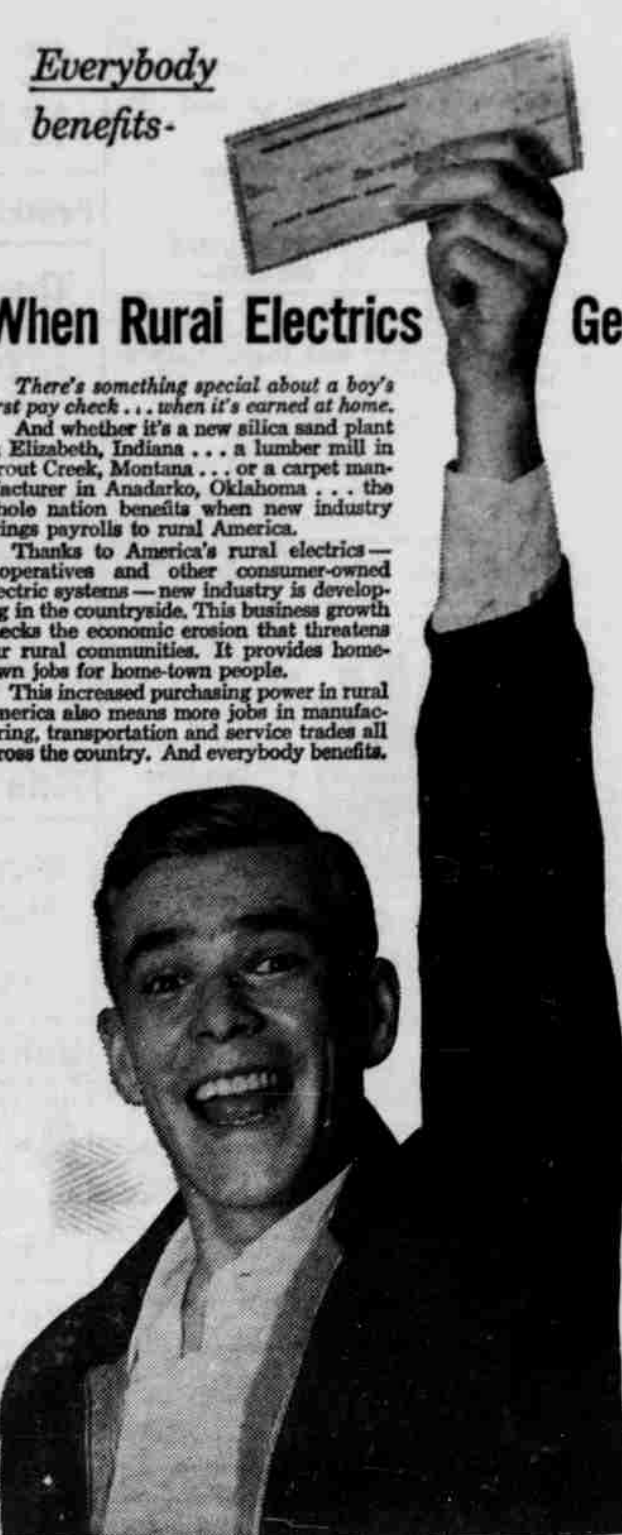 Everybody
benefits-
When Rural Electrics Ge
There's something special about a boy's
rst pay check ... when it's earned at home.
And whether it's a new silica sand plant
Elizabeth, Indiana ... a lumber mill in
rout Creek, Montana ... or a carpet man-
facturer in Anadarko, Oklahoma ... the
hole nation benefits when new industry
ings payrolls to rural America.
Thanks to America's rural electrics—
operatives and other consumer-owned
ectric systems—new industry is develop-
g in the countryside. This business growth
ecks the economic erosion that threatens
r rural communities. It provides home-
wn jobs for home-town people.
This increased purchasing power in rural
merica also means more jobs in manufac-
ring, transportation and service trades all
ross the country. And everybody benefits.